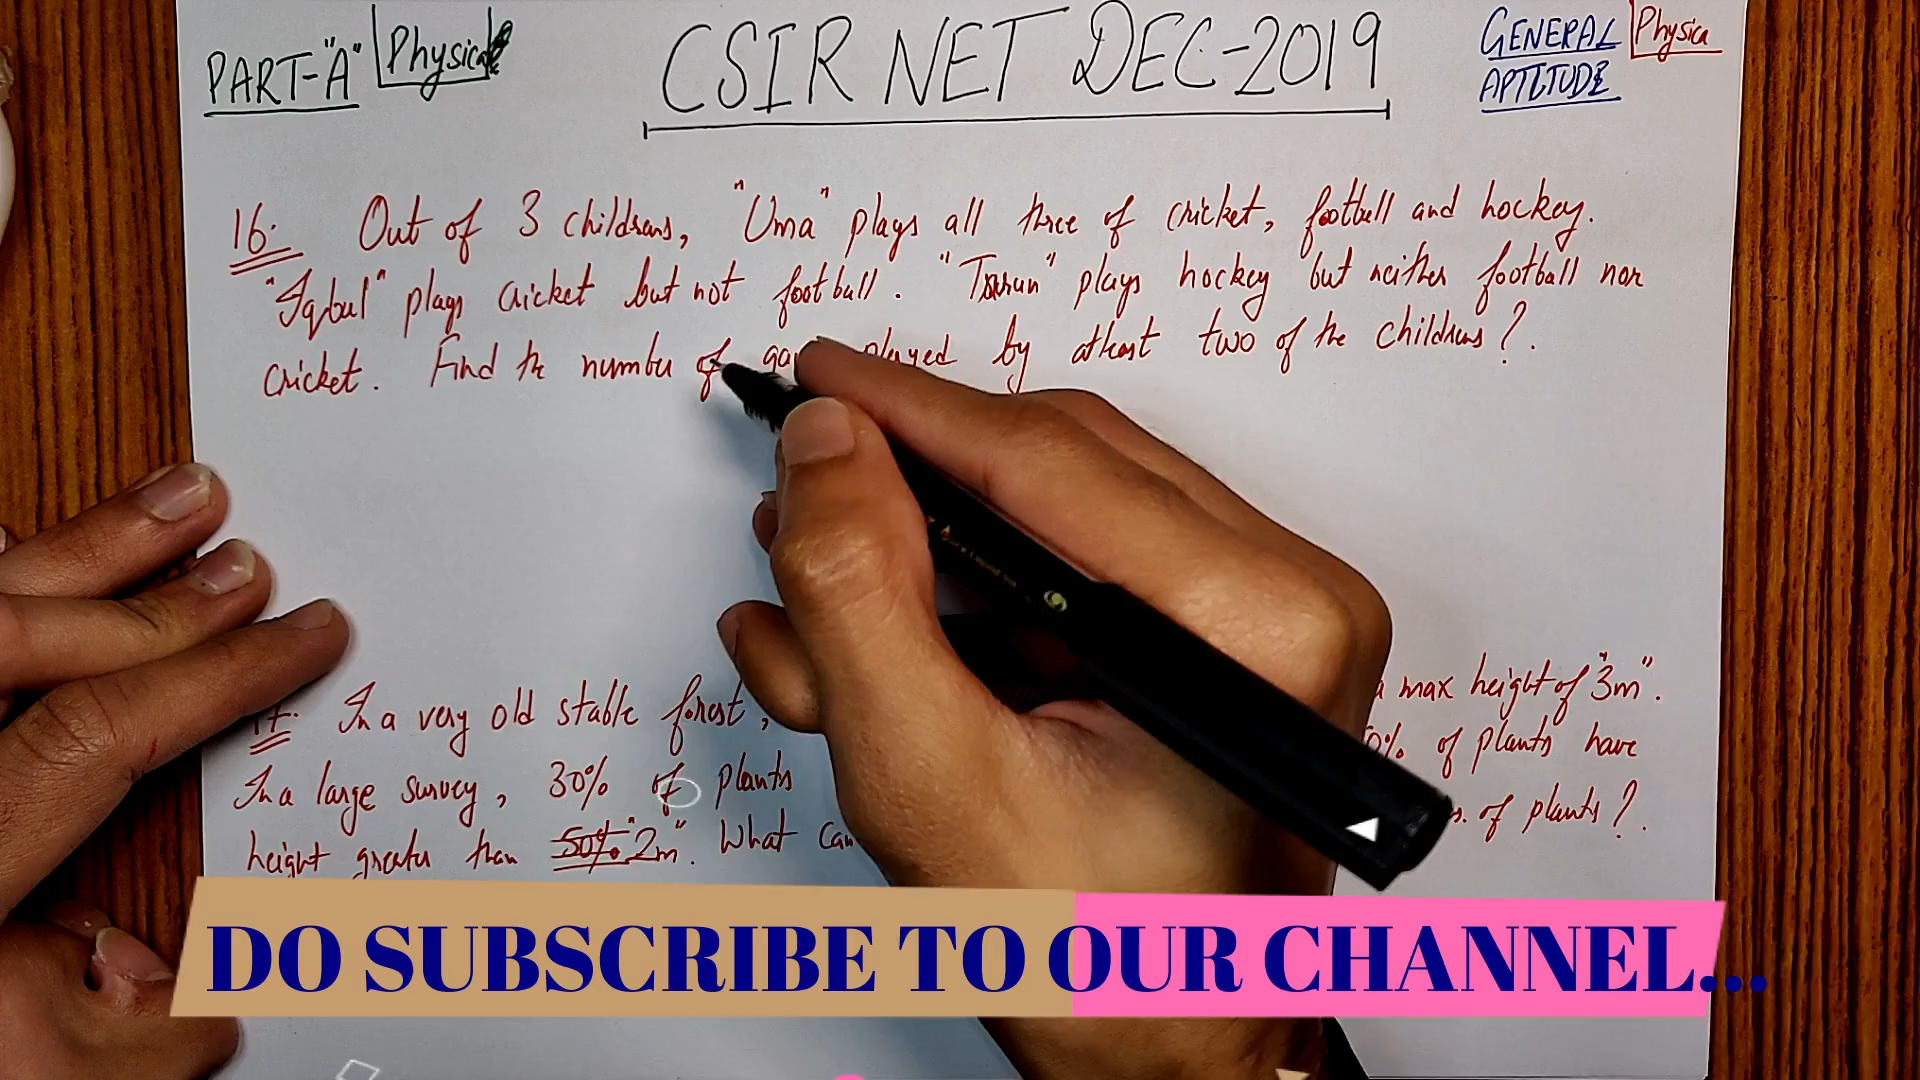 PART-"A" Physical
CSIR NET DEC-2019
GENERAL
APTITUDE
Physica
16. Out of 3 childrens, "Uma" plays all three of cricket, football and hockey.
"Iqbul" plays cricket but not football. "Tarun" plays hockey but neither football nor
cricket. Find the number of played by atleast two of the childrens?.
17. In a very old stable forest, a max height of "3m".
In a large survey, 30% of plants of plants have
height greater than 50% "2m". What can of plants?.
DO SUBSCRIBE TO OUR CHANNEL...